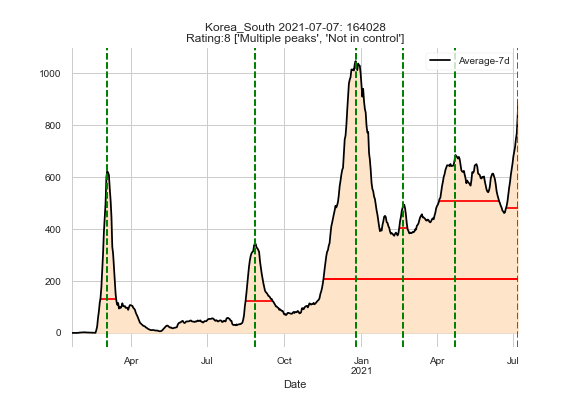 Korea_South 2021-07-07: 164028
Rating:8 ['Multiple peaks', 'Not in control']
Average-7d
1000
800
600
400
200
0
Apr
Jul
Oct
Jan
2021
Apr
Jul
Date